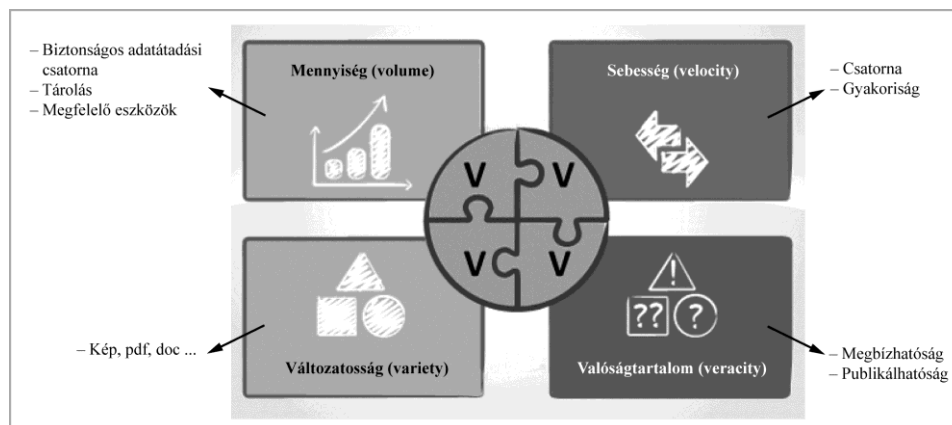 – Biztonságos adatátadási
csatorna
– Tárolás
– Megfelelő eszközök
Mennyiség (volume)
Sebesség (velocity)
– Csatorna
– Gyakoriság
V
V
V
V
!
??
?
– Kép, pdf, doc ...
Változatosság (variety)
Valóságtartalom (veracity)
– Megbízhatóság
– Publikálhatóság